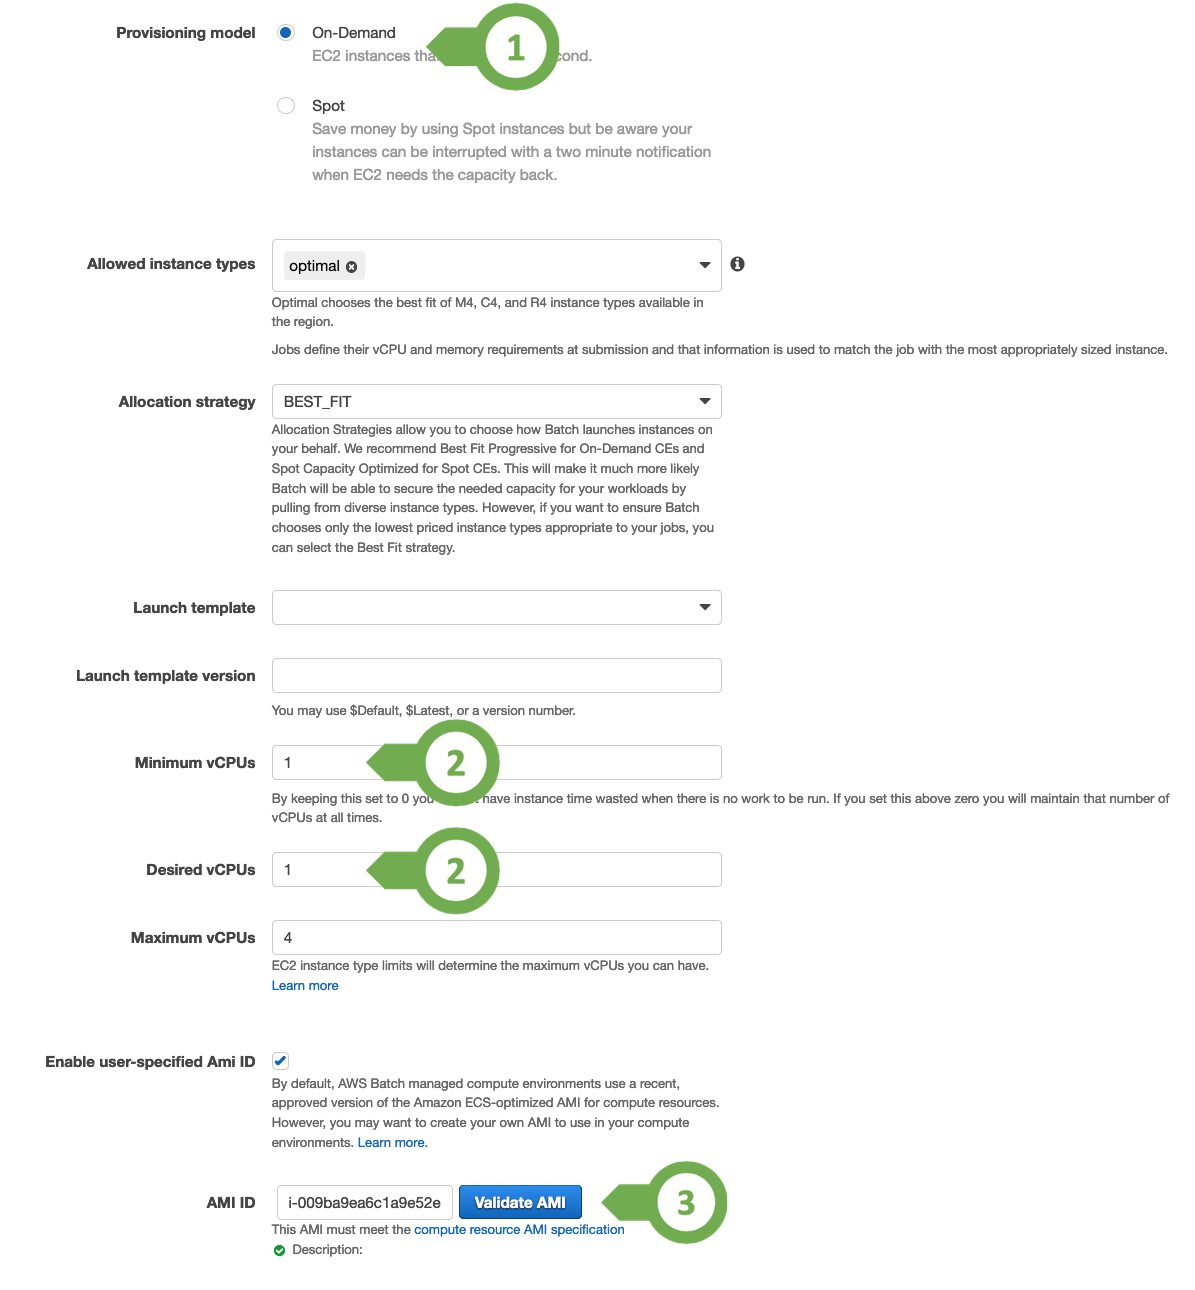 Provisioning model
On-Demand
EC2 instances tha cond.
1
Spot
Save money by using Spot instances but be aware your
instances can be interrupted with a two minute notification
when EC2 needs the capacity back.
Allowed instance types
optimal
Optimal chooses the best fit of M4, C4, and R4 instance types available in
the region.
Jobs define their vCPU and memory requirements at submission and that information is used to match the job with the most appropriately sized instance.
Allocation strategy
BEST_FIT
Allocation Strategies allow you to choose how Batch launches instances on
your behalf. We recommend Best Fit Progressive for On-Demand CEs and
Spot Capacity Optimized for Spot CEs. This will make it much more likely
Batch will be able to secure the needed capacity for your workloads by
pulling from diverse instance types. However, if you want to ensure Batch
chooses only the lowest priced instance types appropriate to your jobs, you
can select the Best Fit strategy.
Launch template
Launch template version
You may use $Default, $Latest, or a version number.
Minimum vCPUs
1
2
By keeping this set to 0 you have instance time wasted when there is no work to be run. If you set this above zero you will maintain that number of
vCPUs at all times.
Desired vCPUs
1
2
Maximum vCPUs
4
EC2 instance type limits will determine the maximum vCPUs you can have.
Learn more
Enable user-specified Ami ID
By default, AWS Batch managed compute environments use a recent,
approved version of the Amazon ECS-optimized AMI for compute resources.
However, you may want to create your own AMI to use in your compute
environments. Learn more.
AMI ID
i-009ba9ea6c1a9e52e
Validate AMI
3
This AMI must meet the compute resource AMI specification
Description: